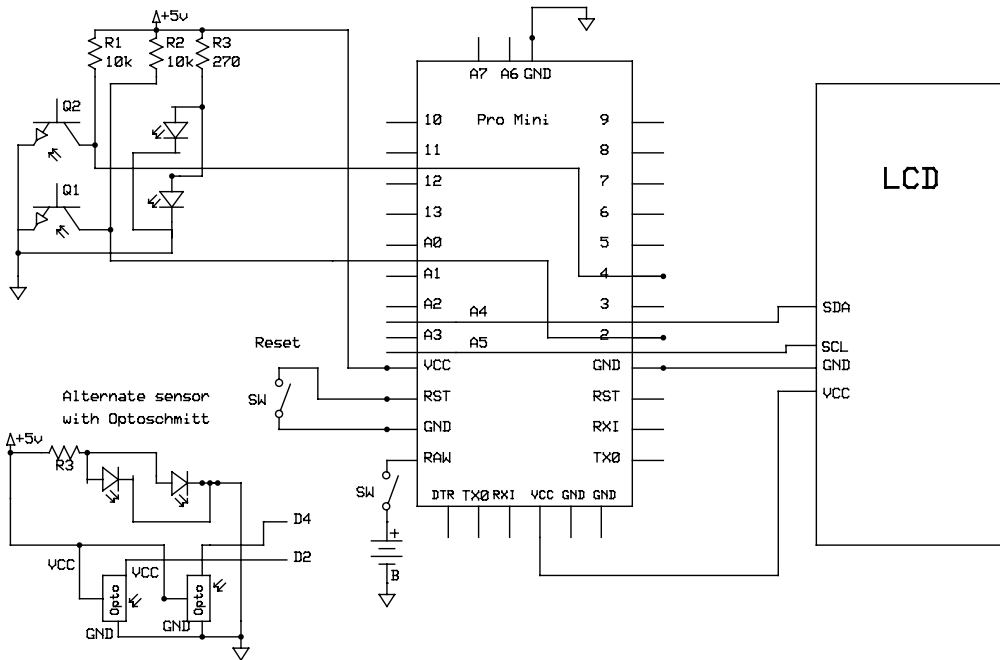 +5v
R1 R2 R3
10k 10k 270
Q2
Q1
A7 A6 GND
Pro Mini
10
11
12
13
A0
A1
A2
A3
VCC
RST
GND
RAW
9
8
7
6
5
4
3
2
GND
RST
RXI
TX0
A4
A5
DTR TX0 RXI VCC GND GND
LCD
SDA
SCL
GND
VCC
Reset
SW
SW
+
B
Alternate sensor
with Optoschmitt
+5v
R3
D4
D2
VCC
VCC
Opto
Opto
GND
GND